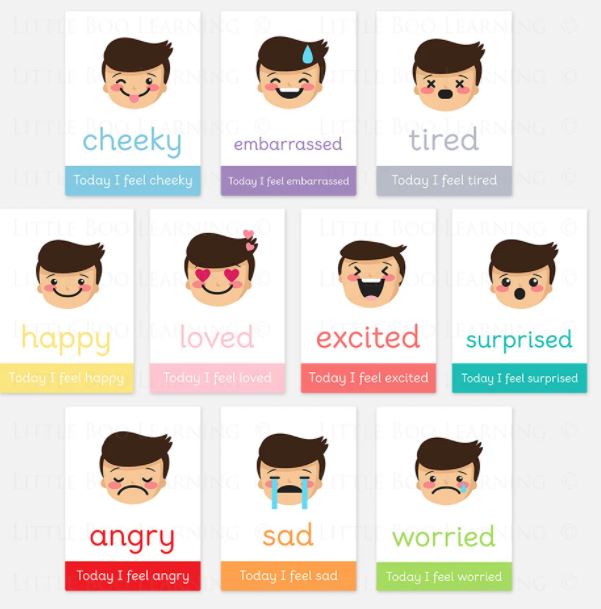 LITTLE BOO LEARNING ©
cheeky
embarrassed
tired
Today I feel cheeky
Today I feel embarrassed
Today I feel tired
happy
loved
excited
surprised
Today I feel happy
Today I feel loved
Today I feel excited
Today I feel surprised
angry
sad
worried
Today I feel angry
Today I feel sad
Today I feel worried